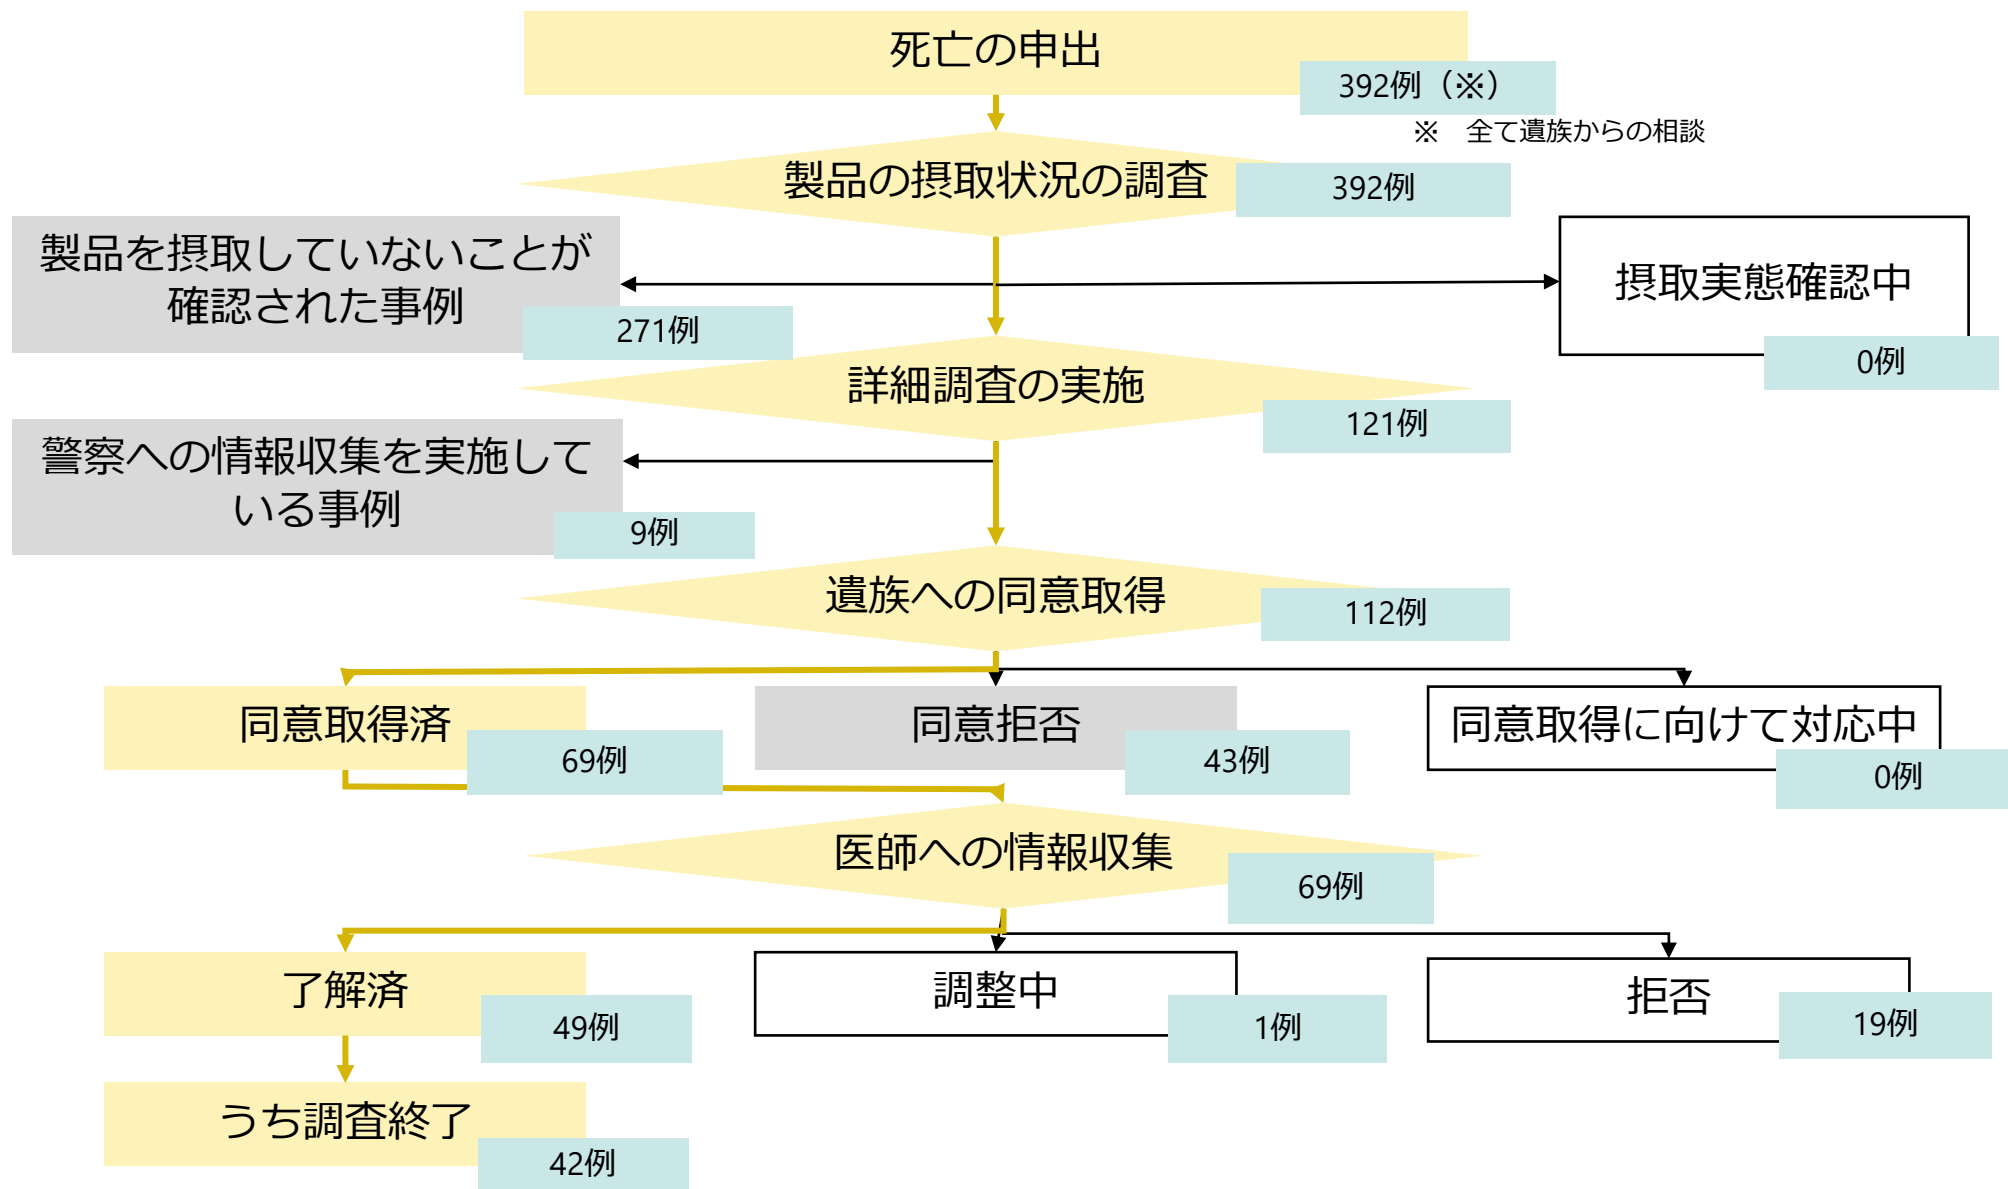 死亡の申出
392例（※）
※　全て遺族からの相談
製品の摂取状況の調査
392例
製品を摂取していないことが
確認された事例
271例
摂取実態確認中
0例
詳細調査の実施
121例
警察への情報収集を実施して
いる事例
9例
遺族への同意取得
112例
同意取得済
69例
同意拒否
43例
同意取得に向けて対応中
0例
医師への情報収集
69例
了解済
49例
調整中
1例
拒否
19例
うち調査終了
42例